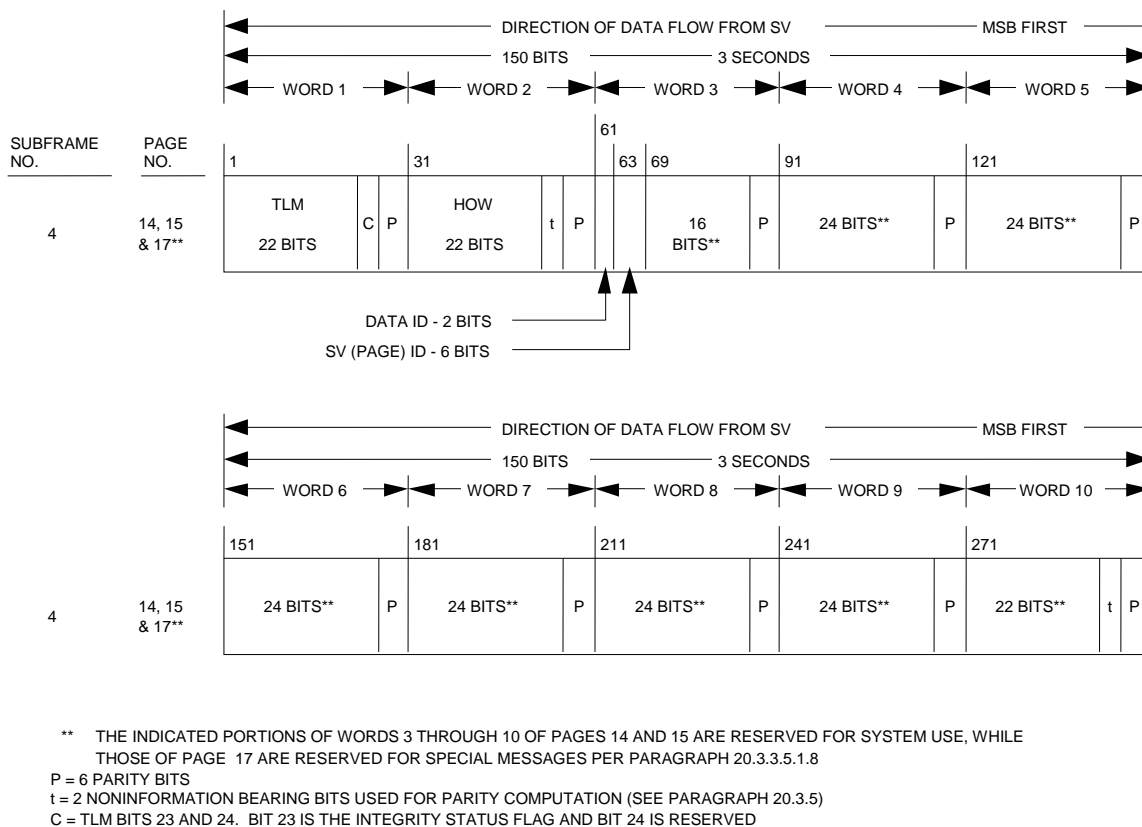 DIRECTION OF DATA FLOW FROM SV MSB FIRST
150 BITS 3 SECONDS
WORD 1 WORD 2 WORD 3 WORD 4 WORD 5
SUBFRAME NO. PAGE NO.
1 31 61 63 69 91 121
4
14, 15 & 17**
TLM 22 BITS
C
P
HOW 22 BITS
t
P
16 BITS**
P
24 BITS**
P
24 BITS**
P
DATA ID - 2 BITS
SV (PAGE) ID - 6 BITS
DIRECTION OF DATA FLOW FROM SV MSB FIRST
150 BITS 3 SECONDS
WORD 6 WORD 7 WORD 8 WORD 9 WORD 10
151 181 211 241 271
4
14, 15 & 17**
24 BITS**
P
24 BITS**
P
24 BITS**
P
24 BITS**
P
22 BITS**
t
P
** THE INDICATED PORTIONS OF WORDS 3 THROUGH 10 OF PAGES 14 AND 15 ARE RESERVED FOR SYSTEM USE, WHILE
THOSE OF PAGE 17 ARE RESERVED FOR SPECIAL MESSAGES PER PARAGRAPH 20.3.3.5.1.8
P = 6 PARITY BITS
t = 2 NONINFORMATION BEARING BITS USED FOR PARITY COMPUTATION (SEE PARAGRAPH 20.3.5)
C = TLM BITS 23 AND 24. BIT 23 IS THE INTEGRITY STATUS FLAG AND BIT 24 IS RESERVED